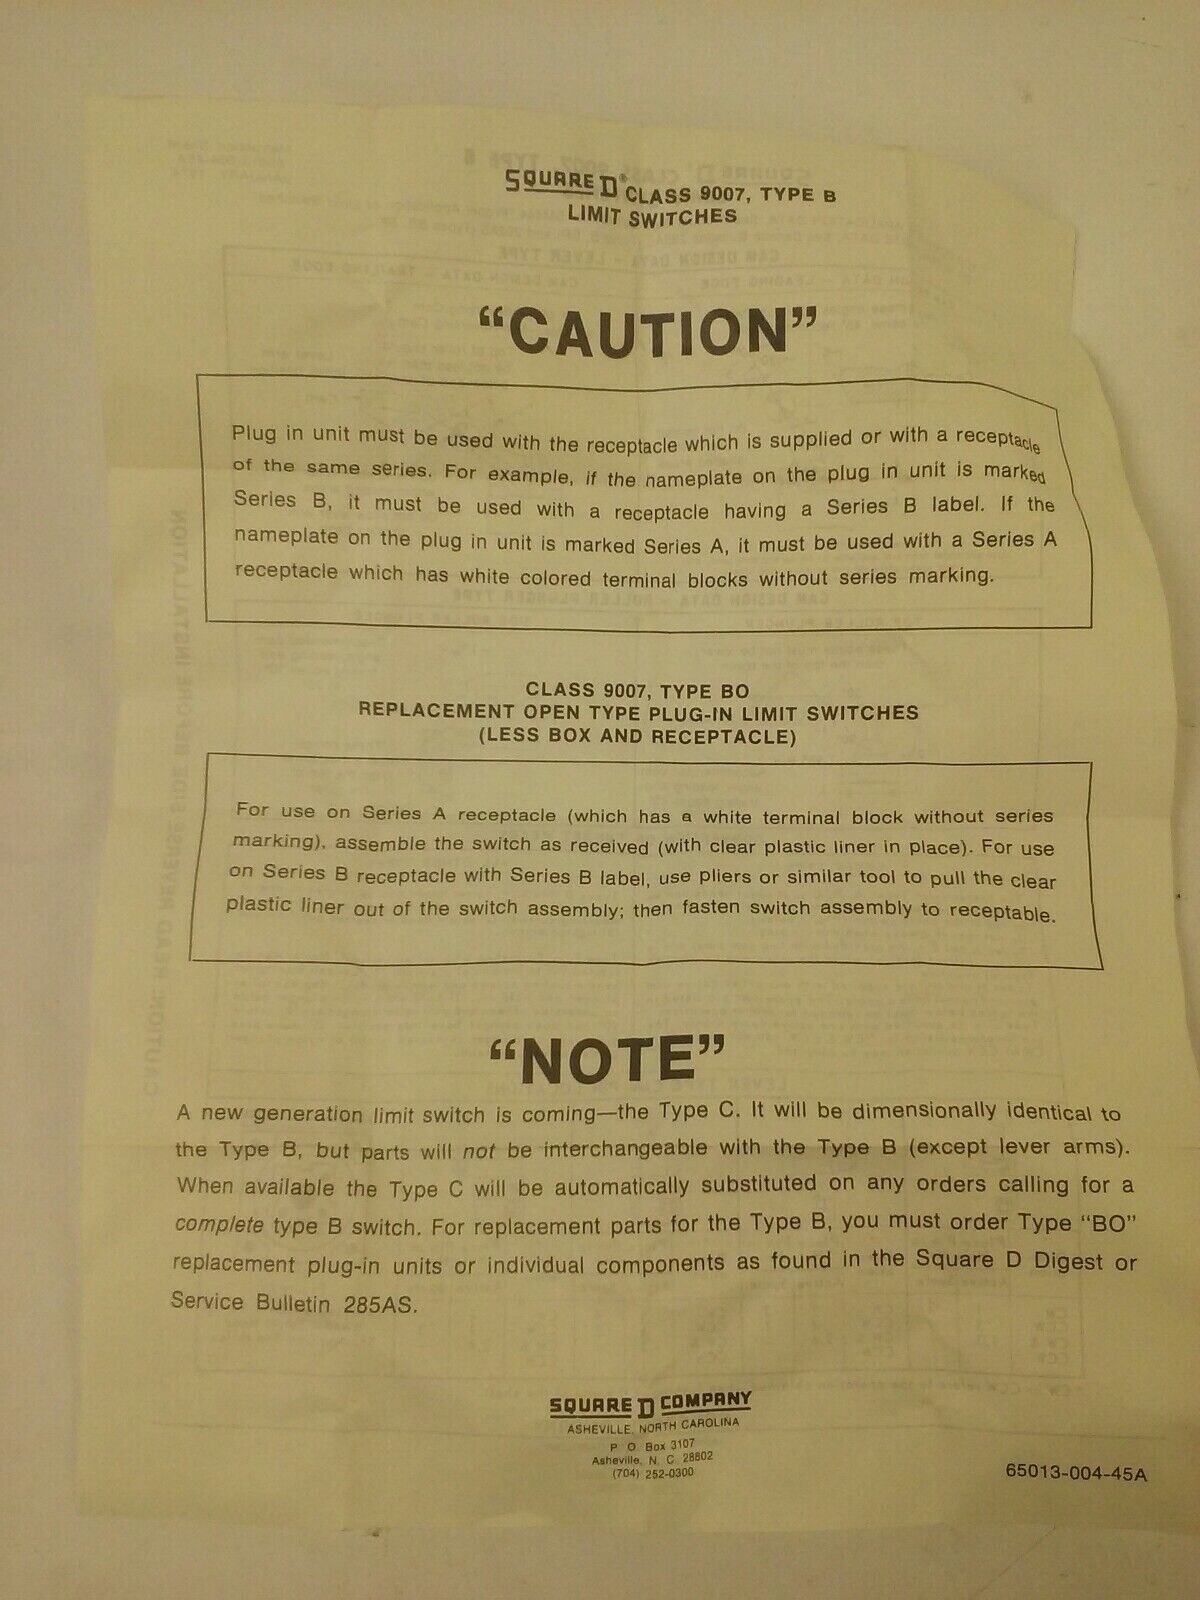 SQUARE D® CLASS 9007, TYPE B
LIMIT SWITCHES
“CAUTION”
Plug in unit must be used with the receptacle which is supplied or with a receptacle
of the same series. For example, if the nameplate on the plug in unit is marked
Series B, it must be used with a receptacle having a Series B label. If the
nameplate on the plug in unit is marked Series A, it must be used with a Series A
receptacle which has white colored terminal blocks without series marking.
CLASS 9007, TYPE BO
REPLACEMENT OPEN TYPE PLUG-IN LIMIT SWITCHES
(LESS BOX AND RECEPTACLE)
For use on Series A receptacle (which has a white terminal block without series
marking), assemble the switch as received (with clear plastic liner in place). For use
on Series B receptacle with Series B label, use pliers or similar tool to pull the clear
plastic liner out of the switch assembly; then fasten switch assembly to receptable.
“NOTE”
A new generation limit switch is coming—the Type C. It will be dimensionally identical to
the Type B, but parts will not be interchangeable with the Type B (except lever arms).
When available the Type C will be automatically substituted on any orders calling for a
complete type B switch. For replacement parts for the Type B, you must order Type “BO”
replacement plug-in units or individual components as found in the Square D Digest or
Service Bulletin 285AS.
SQUARE D COMPANY
ASHEVILLE, NORTH CAROLINA
P O Box 3107
Asheville, N. C. 28802
(704) 252-0300
65013-004-45A